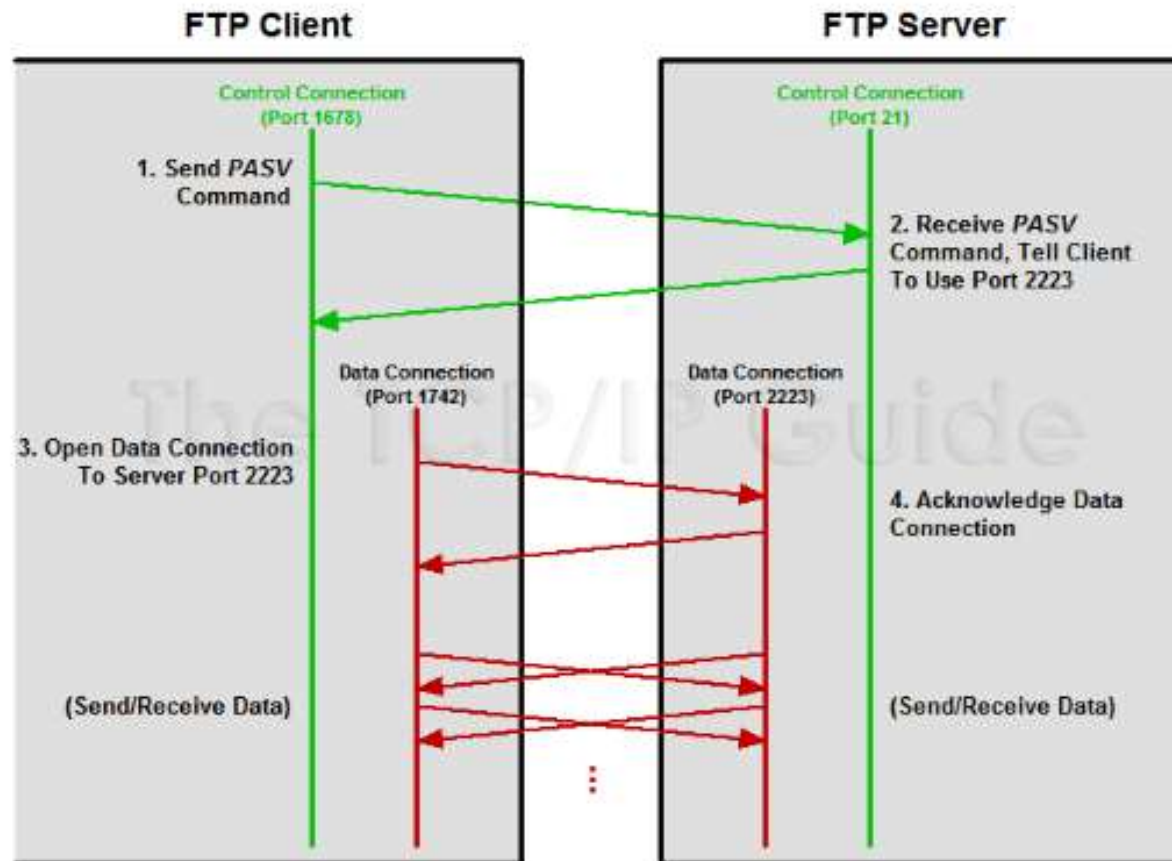 FTP Client
FTP Server
Control Connection
(Port 1678)
Control Connection
(Port 21)
1. Send PASV
Command
2. Receive PASV
Command, Tell Client
To Use Port 2223
Data Connection
(Port 1742)
Data Connection
(Port 2223)
The TCP/IP Guide
3. Open Data Connection
To Server Port 2223
4. Acknowledge Data
Connection
(Send/Receive Data)
(Send/Receive Data)